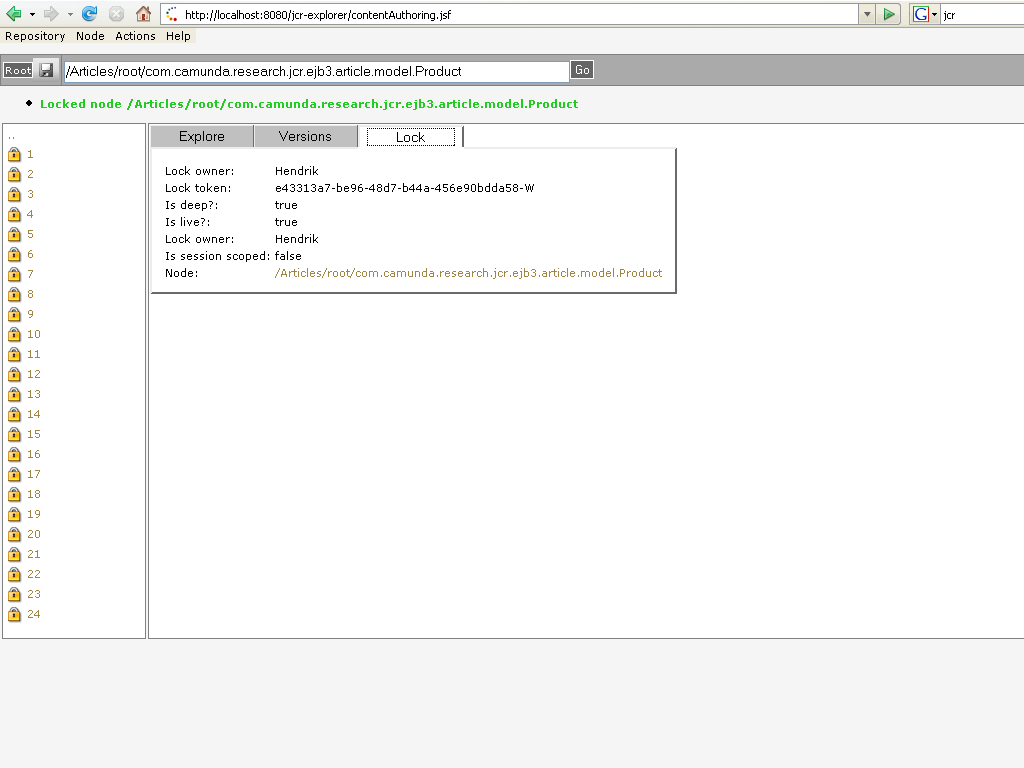 http://localhost:8080/jcr-explorer/contentAuthoring.jsf G jcr
Repository Node Actions Help
Root /Articles/root/com.camunda.research.jcr.ejb3.article.model.Product Go
Locked node /Articles/root/com.camunda.research.jcr.ejb3.article.model.Product
..
1
2
3
4
5
6
7
8
9
10
11
12
13
14
15
16
17
18
19
20
21
22
23
24
Explore Versions Lock
Lock owner: Hendrik
Lock token: e43313a7-be96-48d7-b44a-456e90bdda58-W
Is deep?: true
Is live?: true
Lock owner: Hendrik
Is session scoped: false
Node: /Articles/root/com.camunda.research.jcr.ejb3.article.model.Product